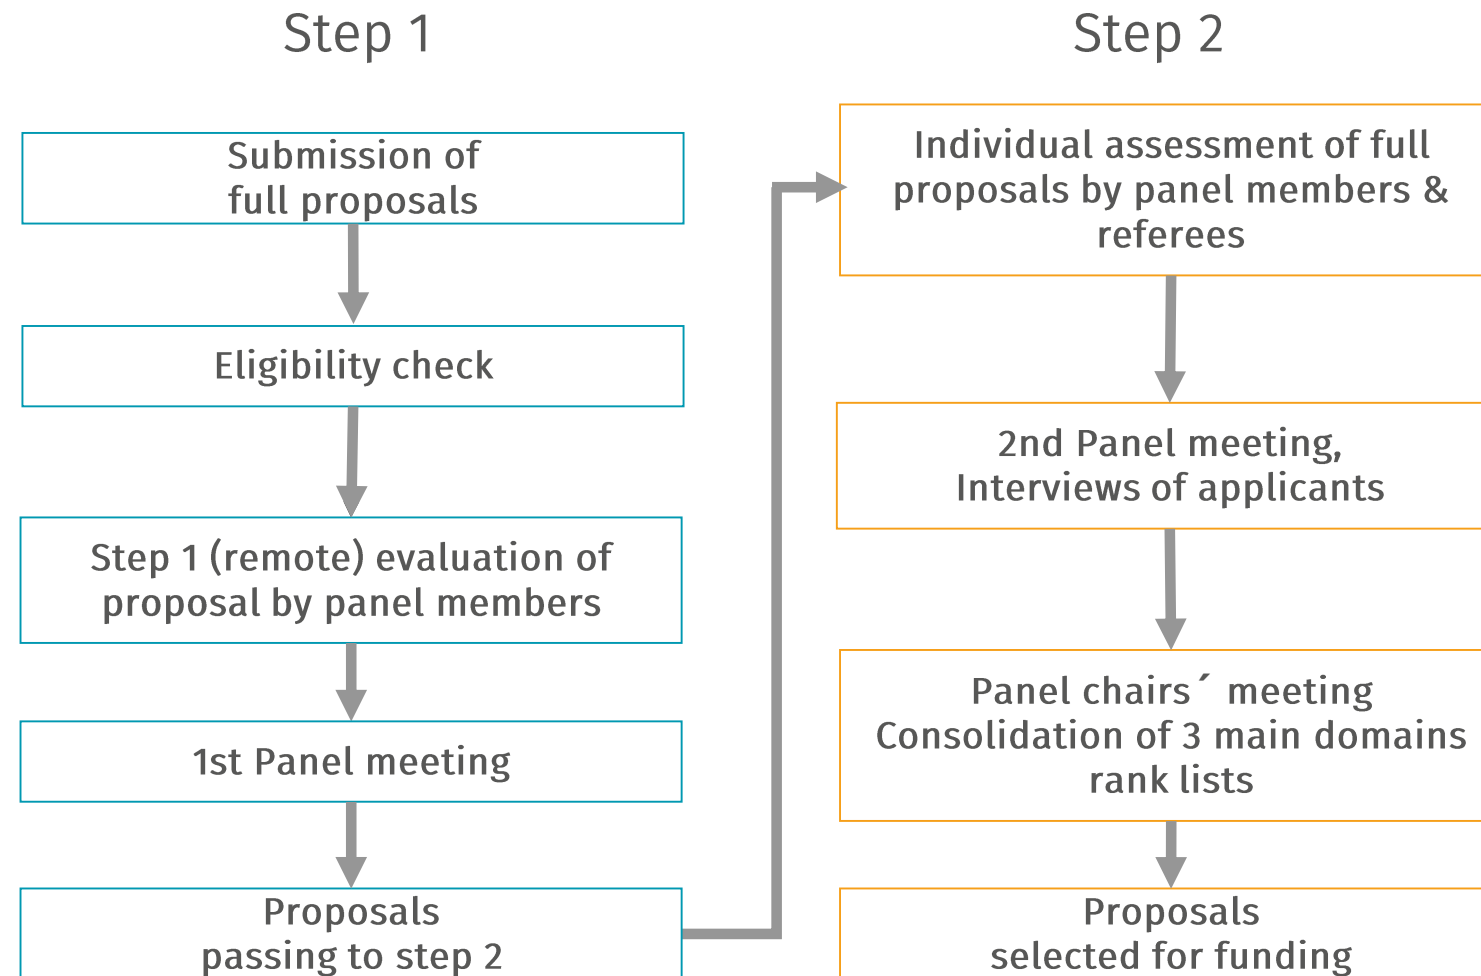 Step 1
Submission of
full proposals
Eligibility check
Step 1 (remote) evaluation of
proposal by panel members
1st Panel meeting
Proposals
passing to step 2
Step 2
Individual assessment of full
proposals by panel members &
referees
2nd Panel meeting,
Interviews of applicants
Panel chairs´ meeting
Consolidation of 3 main domains
rank lists
Proposals
selected for funding